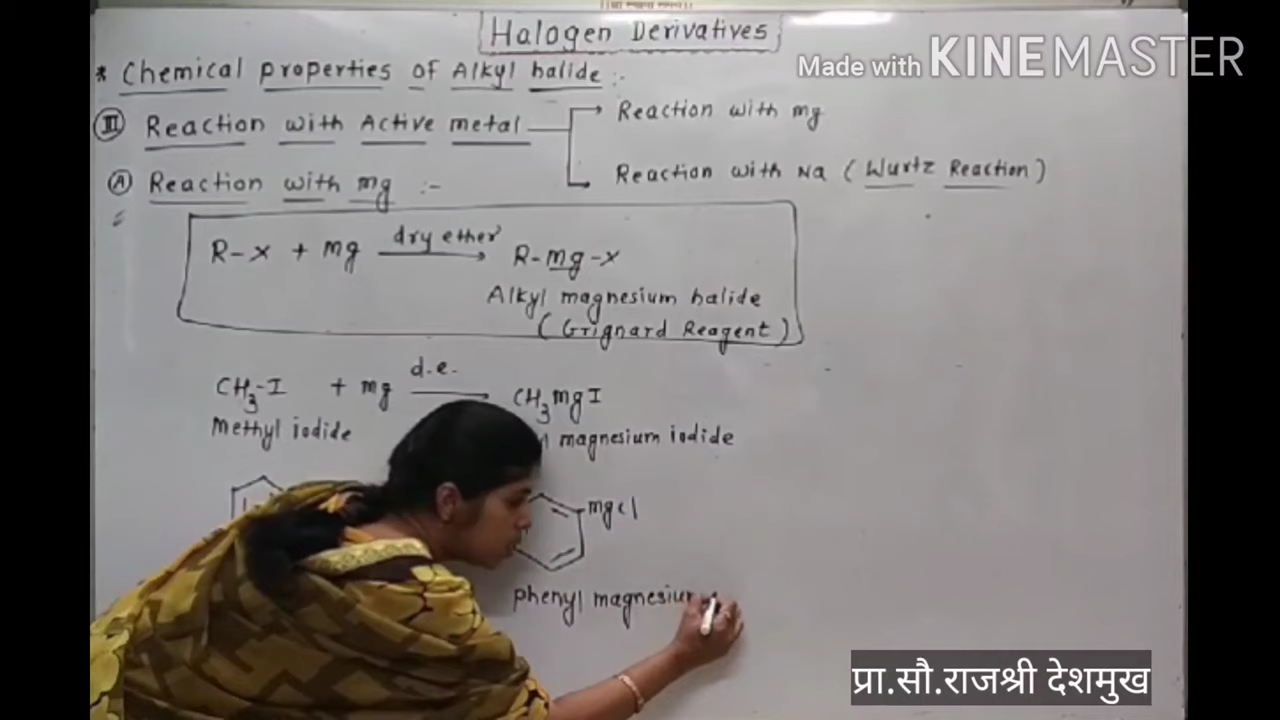 Halogen Derivatives
Made with KINEMASTER
* Chemical properties of Alkyl halide :-
III Reaction with Active metal
Reaction with mg
Reaction with Na (Wurtz Reaction)
A Reaction with mg :-
R-X + mg dry ether R-mg-X
Alkyl magnesium halide
(Grignard Reagent)
CH3-I + mg d.e. CH3mgI
methyl iodide magnesium iodide
mgcl
phenyl magnesium
प्रा.सौ.राजश्री देशमुख